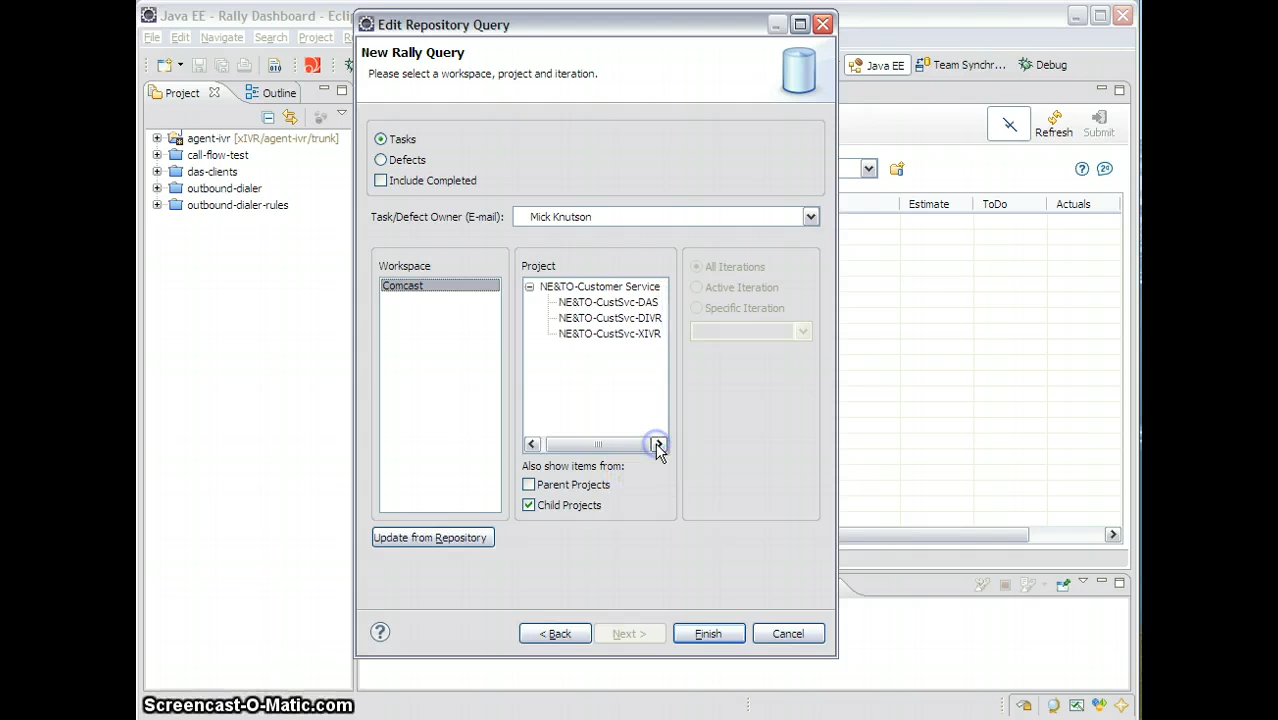 Java EE - Rally Dashboard - Ecli
Edit Repository Query
File Edit Navigate Search Project
New Rally Query
Please select a workspace, project and iteration.
Java EE
Team Synchr...
Debug
Project
Outline
agent-ivr [xIVR/agent-ivr/trunk]
call-flow-test
das-clients
outbound-dialer
outbound-dialer-rules
Refresh
Submit
Tasks
Defects
Include Completed
Task/Defect Owner (E-mail):
Mick Knutson
Estimate
ToDo
Actuals
Workspace
Comcast
Update from Repository
Project
NE&TO-Customer Service
NE&TO-CustSvc-DAS
NE&TO-CustSvc-DIVR
NE&TO-CustSvc-XIVR
Also show items from:
Parent Projects
Child Projects
All Iterations
Active Iteration
Specific Iteration
< Back
Next >
Finish
Cancel
Screencast-O-Matic.com